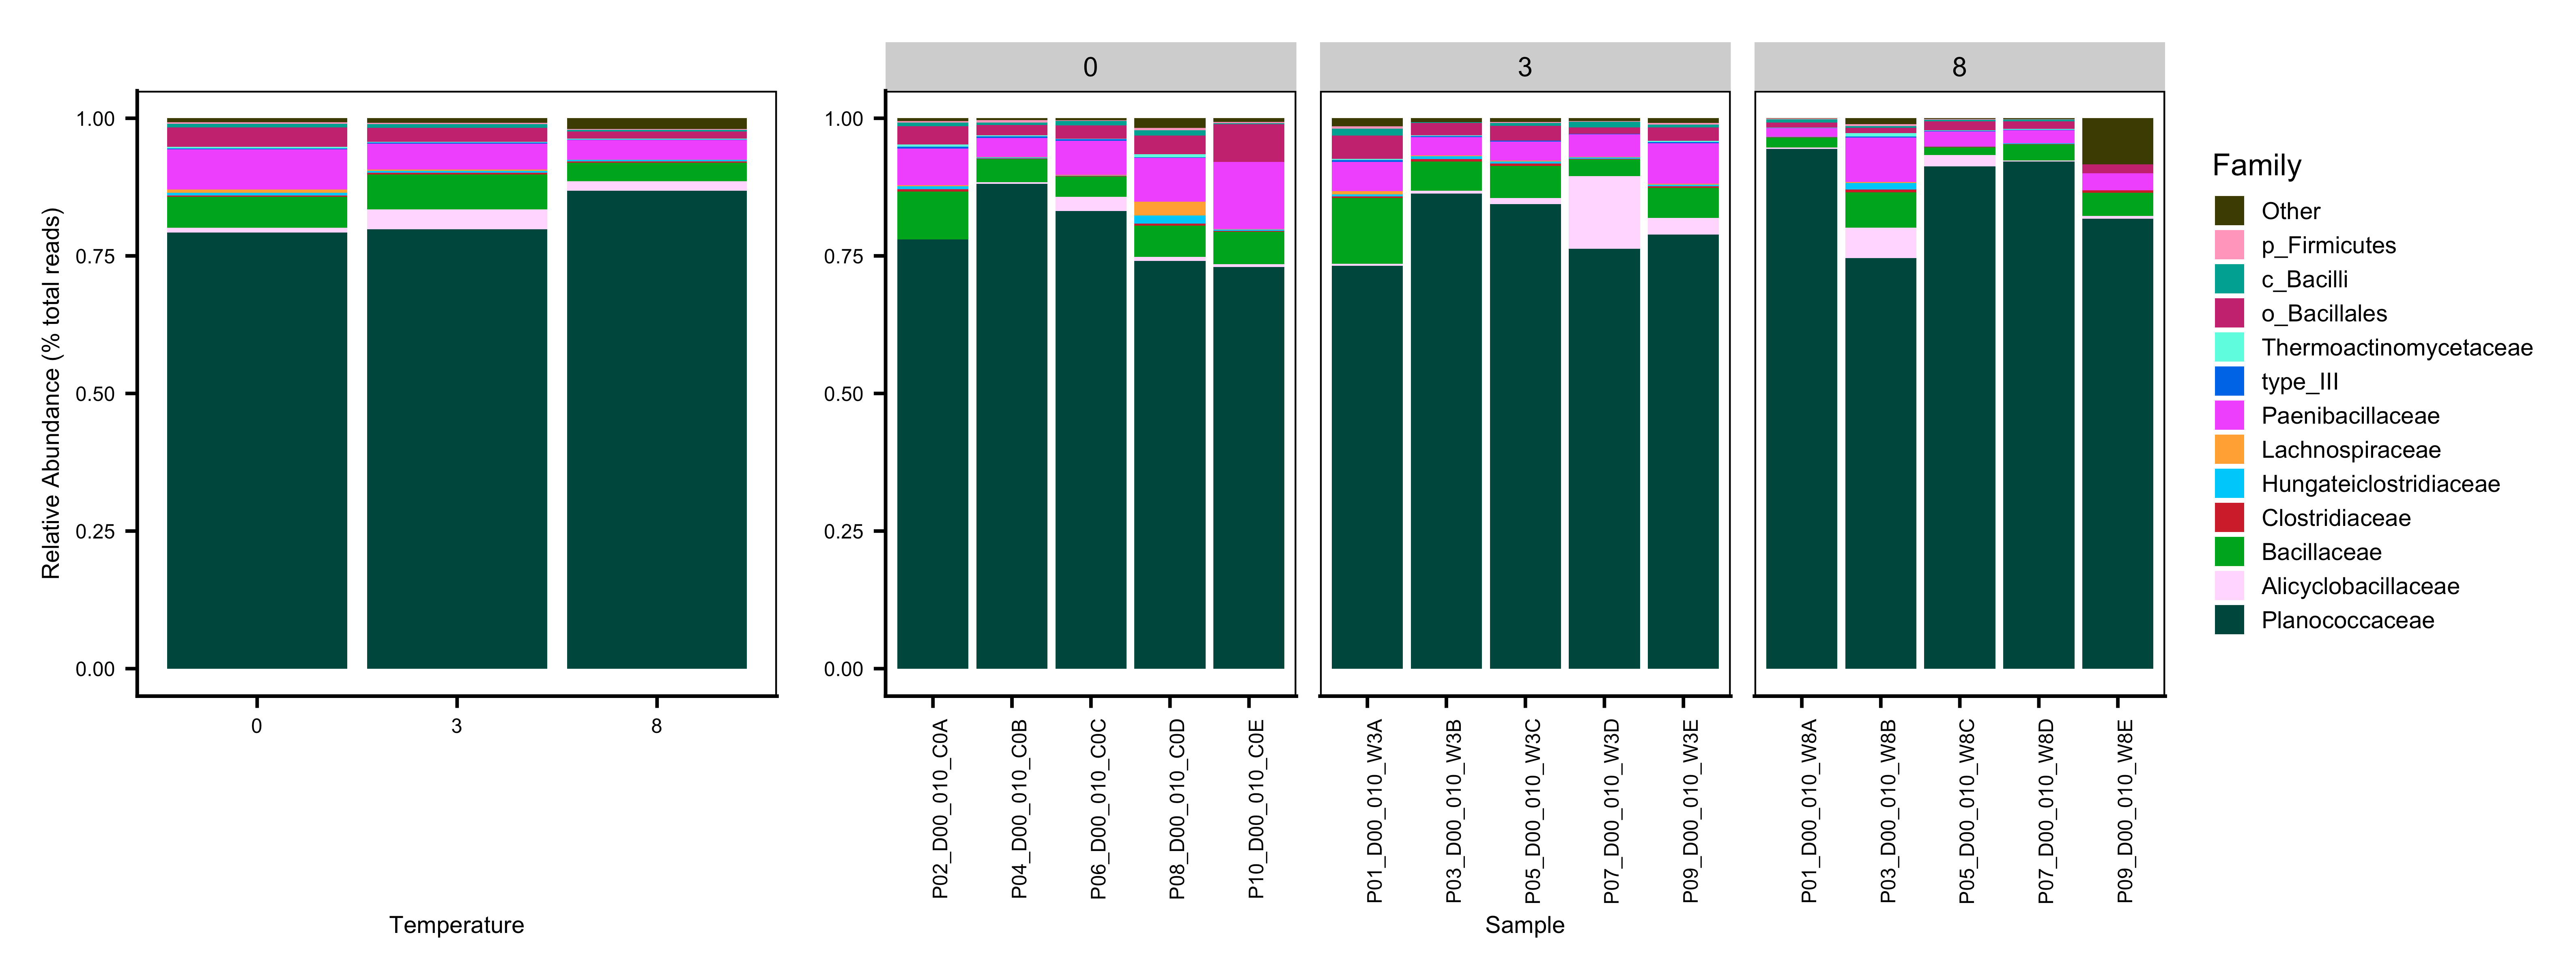 Relative Abundance (% total reads)
1.00
0.75
0.50
0.25
0.00
0
3
8
Temperature
0
3
8
1.00
0.75
0.50
0.25
0.00
P02_D00_010_C0A
P04_D00_010_C0B
P06_D00_010_C0C
P08_D00_010_C0D
P10_D00_010_C0E
P01_D00_010_W3A
P03_D00_010_W3B
P05_D00_010_W3C
P07_D00_010_W3D
P09_D00_010_W3E
P01_D00_010_W8A
P03_D00_010_W8B
P05_D00_010_W8C
P07_D00_010_W8D
P09_D00_010_W8E
Sample
Family
Other
p_Firmicutes
c_Bacilli
o_Bacillales
Thermoactinomycetaceae
type_III
Paenibacillaceae
Lachnospiraceae
Hungateiclostridiaceae
Clostridiaceae
Bacillaceae
Alicyclobacillaceae
Planococcaceae